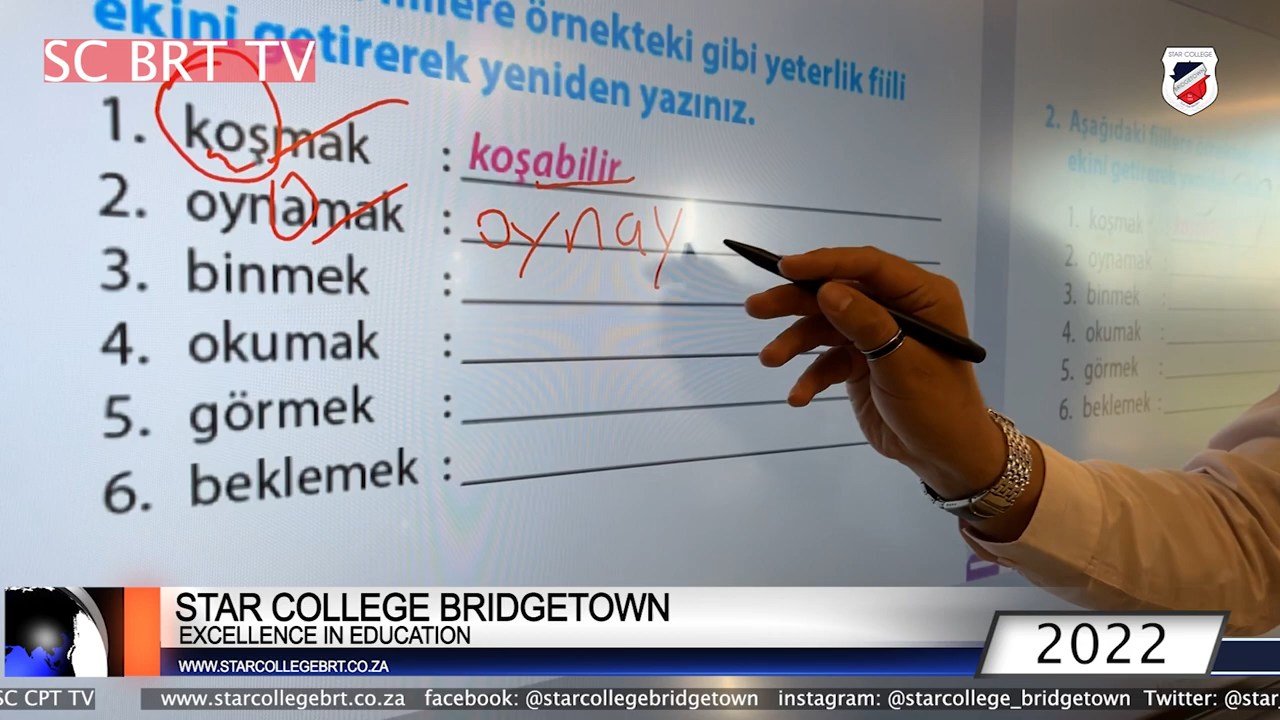 örnekteki gibi yeterlik fiili
ekini getirerek yeniden yazınız.
SC BRT TV
STAR COLLEGE
BRIDGETOWN
1. koşmak : koşabilir
2. oynamak : oynay
3. binmek :
4. okumak :
5. görmek :
6. beklemek :
2. Aşağıdaki fiillere
ekini getirerek
1. koşmak :
2. oynamak :
3. binmek :
4. okumak :
5. görmek :
6. beklemek :
STAR COLLEGE BRIDGETOWN
EXCELLENCE IN EDUCATION
WWW.STARCOLLEGEBRT.CO.ZA
2022
SC CPT TV www.starcollegebrt.co.za facebook: @starcollegebridgetown instagram: @starcollege_bridgetown Twitter: @star